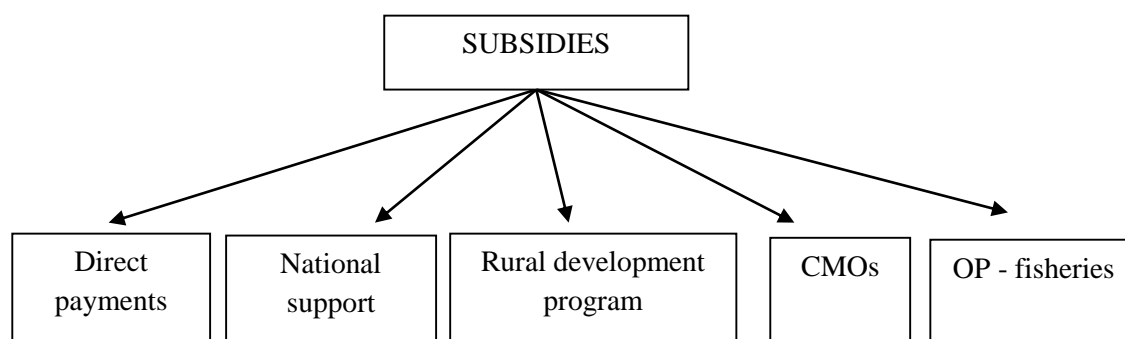 SUBSIDIES
Direct
payments
National
support
Rural development
program
CMOs
OP - fisheries